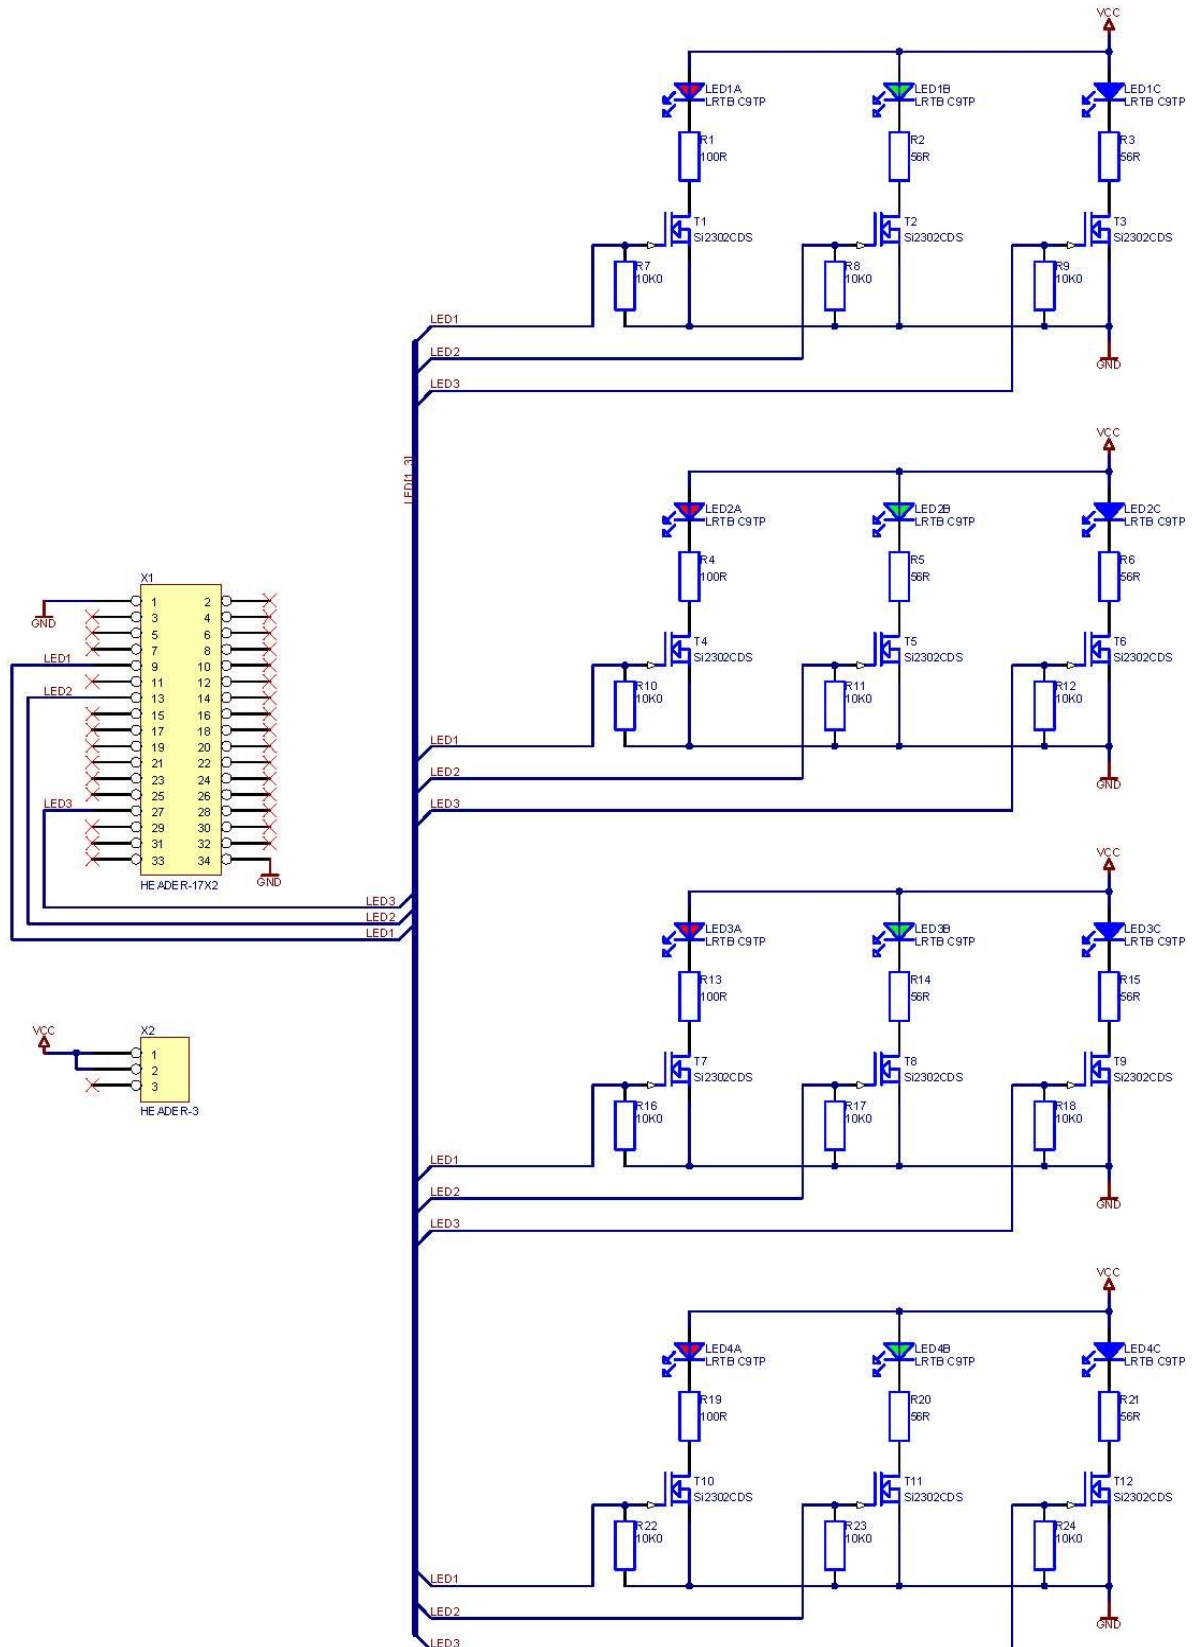 VCC
LED1A
LRTB C9TP
LED1B
LRTB C9TP
LED1C
LRTB C9TP
R1
100R
R2
56R
R3
56R
T1
Si2302CDS
T2
Si2302CDS
T3
Si2302CDS
R7
10K0
R8
10K0
R9
10K0
LED1
LED2
LED3
GND
LED[1..3]
VCC
LED2A
LRTB C9TP
LED2B
LRTB C9TP
LED2C
LRTB C9TP
R4
100R
R5
56R
R6
56R
T4
Si2302CDS
T5
Si2302CDS
T6
Si2302CDS
R10
10K0
R11
10K0
R12
10K0
LED1
LED2
LED3
GND
X1
1 2
3 4
5 6
7 8
9 10
11 12
13 14
15 16
17 18
19 20
21 22
23 24
25 26
27 28
29 30
31 32
33 34
GND
LED1
LED2
LED3
HEADER-17X2
GND
LED3
LED2
LED1
VCC
X2
1
2
3
HEADER-3
VCC
LED3A
LRTB C9TP
LED3B
LRTB C9TP
LED3C
LRTB C9TP
R13
100R
R14
56R
R15
56R
T7
Si2302CDS
T8
Si2302CDS
T9
Si2302CDS
R16
10K0
R17
10K0
R18
10K0
LED1
LED2
LED3
GND
VCC
LED4A
LRTB C9TP
LED4B
LRTB C9TP
LED4C
LRTB C9TP
R19
100R
R20
56R
R21
56R
T10
Si2302CDS
T11
Si2302CDS
T12
Si2302CDS
R22
10K0
R23
10K0
R24
10K0
LED1
LED2
LED3
GND